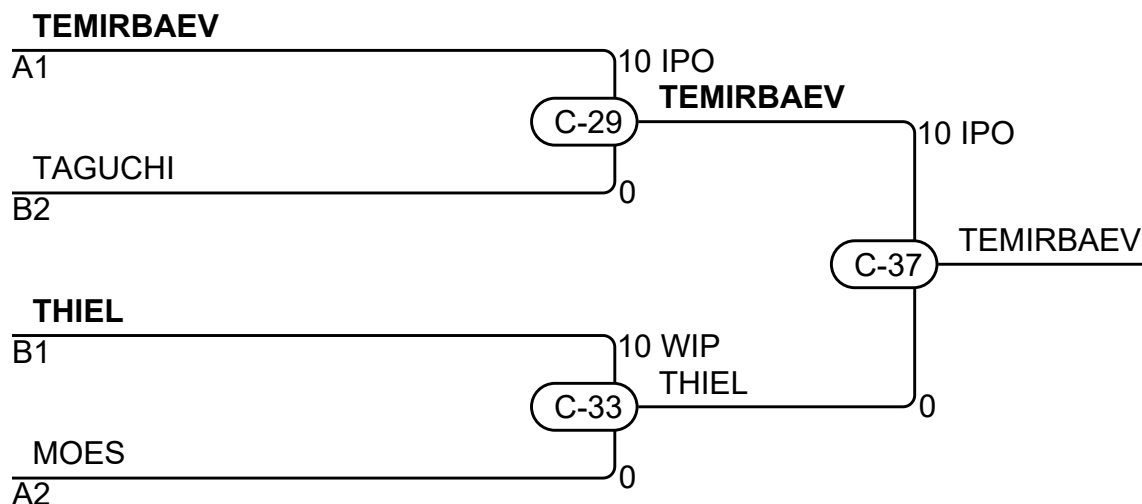 TEMIRBAEV
A1
10 IPO
TEMIRBAEV
C-29
10 IPO
TAGUCHI
B2
0
TEMIRBAEV
C-37
THIEL
B1
10 WIP
THIEL
C-33
0
MOES
A2
0